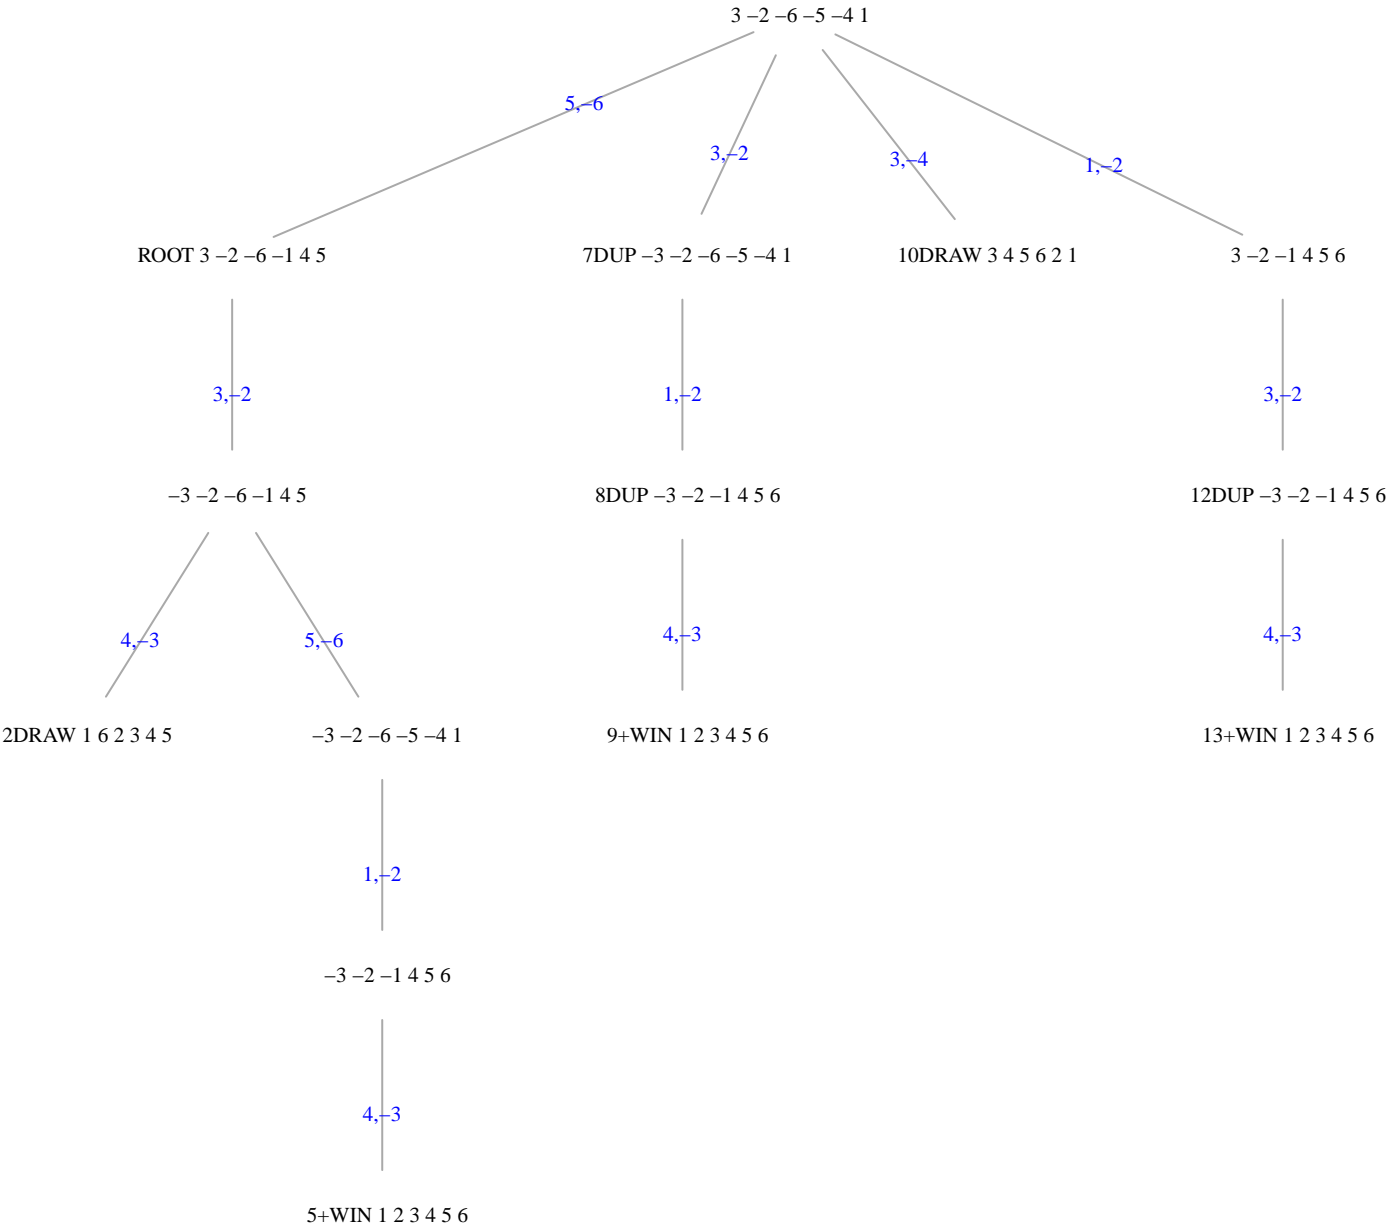 3 –2 –6 –5 –4 1
5,–6
3,–2
3,–4
1,–2
ROOT 3 –2 –6 –1 4 5
7DUP –3 –2 –6 –5 –4 1
10DRAW 3 4 5 6 2 1
3 –2 –1 4 5 6
3,–2
1,–2
3,–2
–3 –2 –6 –1 4 5
8DUP –3 –2 –1 4 5 6
12DUP –3 –2 –1 4 5 6
4,–3
5,–6
4,–3
4,–3
2DRAW 1 6 2 3 4 5
–3 –2 –6 –5 –4 1
9+WIN 1 2 3 4 5 6
13+WIN 1 2 3 4 5 6
1,–2
–3 –2 –1 4 5 6
4,–3
5+WIN 1 2 3 4 5 6